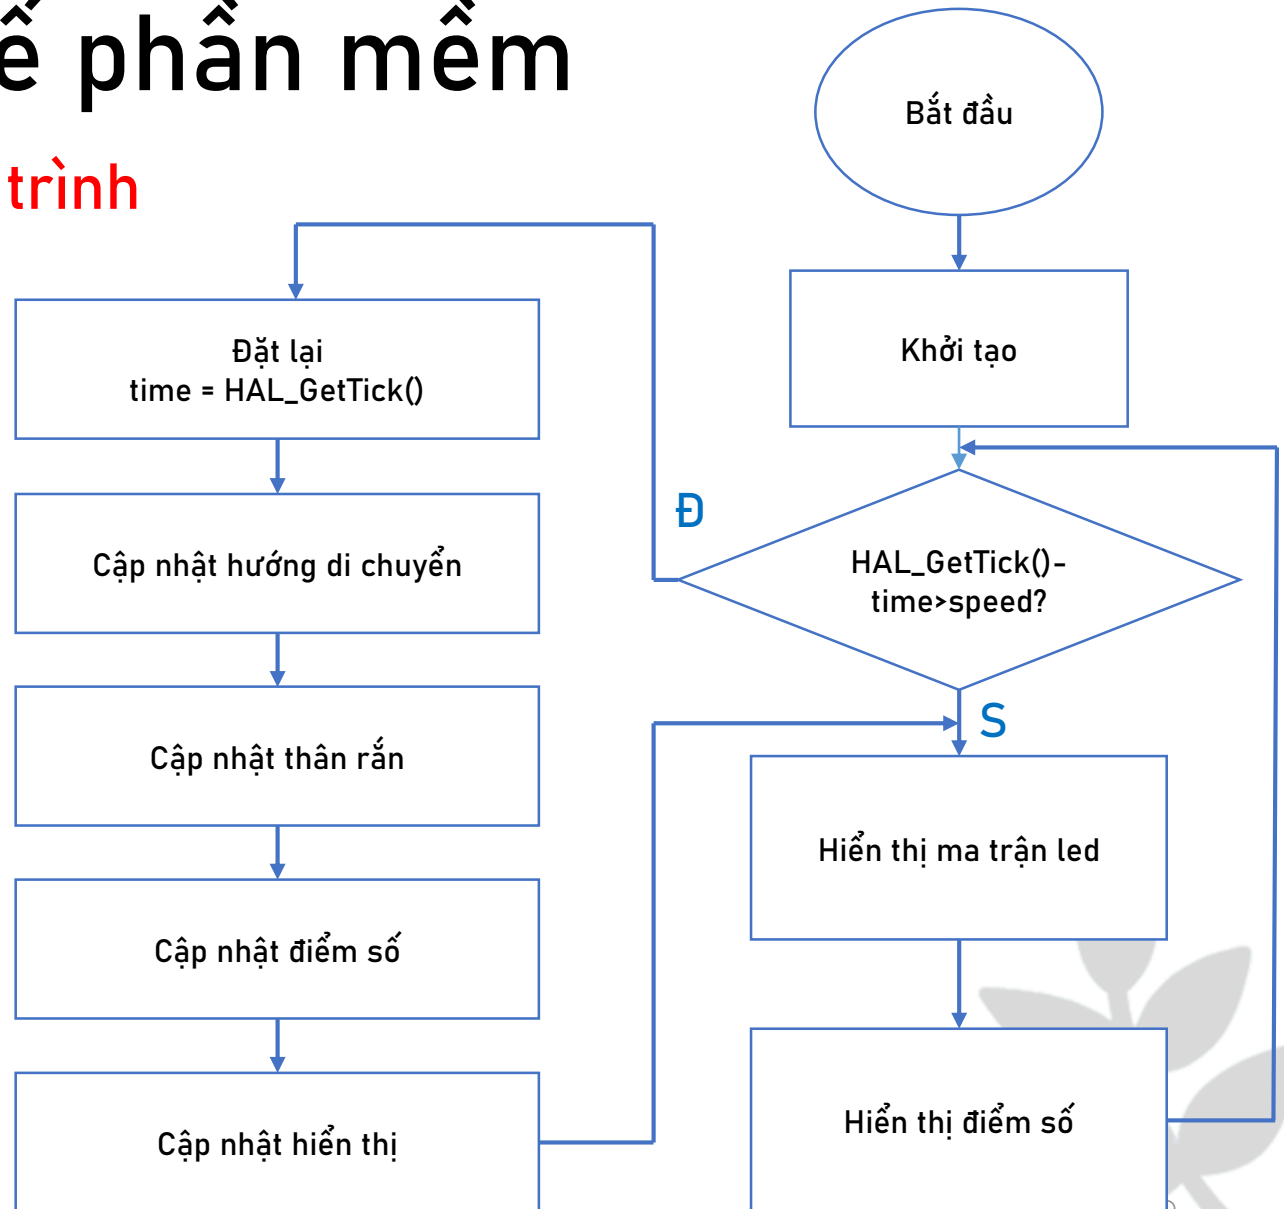 ế phần mềm
trình
Bắt đầu
Khởi tạo
HAL_GetTick()-
time>speed?
Đ
S
Đặt lại
time = HAL_GetTick()
Cập nhật hướng di chuyển
Cập nhật thân rắn
Cập nhật điểm số
Cập nhật hiển thị
Hiển thị ma trận led
Hiển thị điểm số